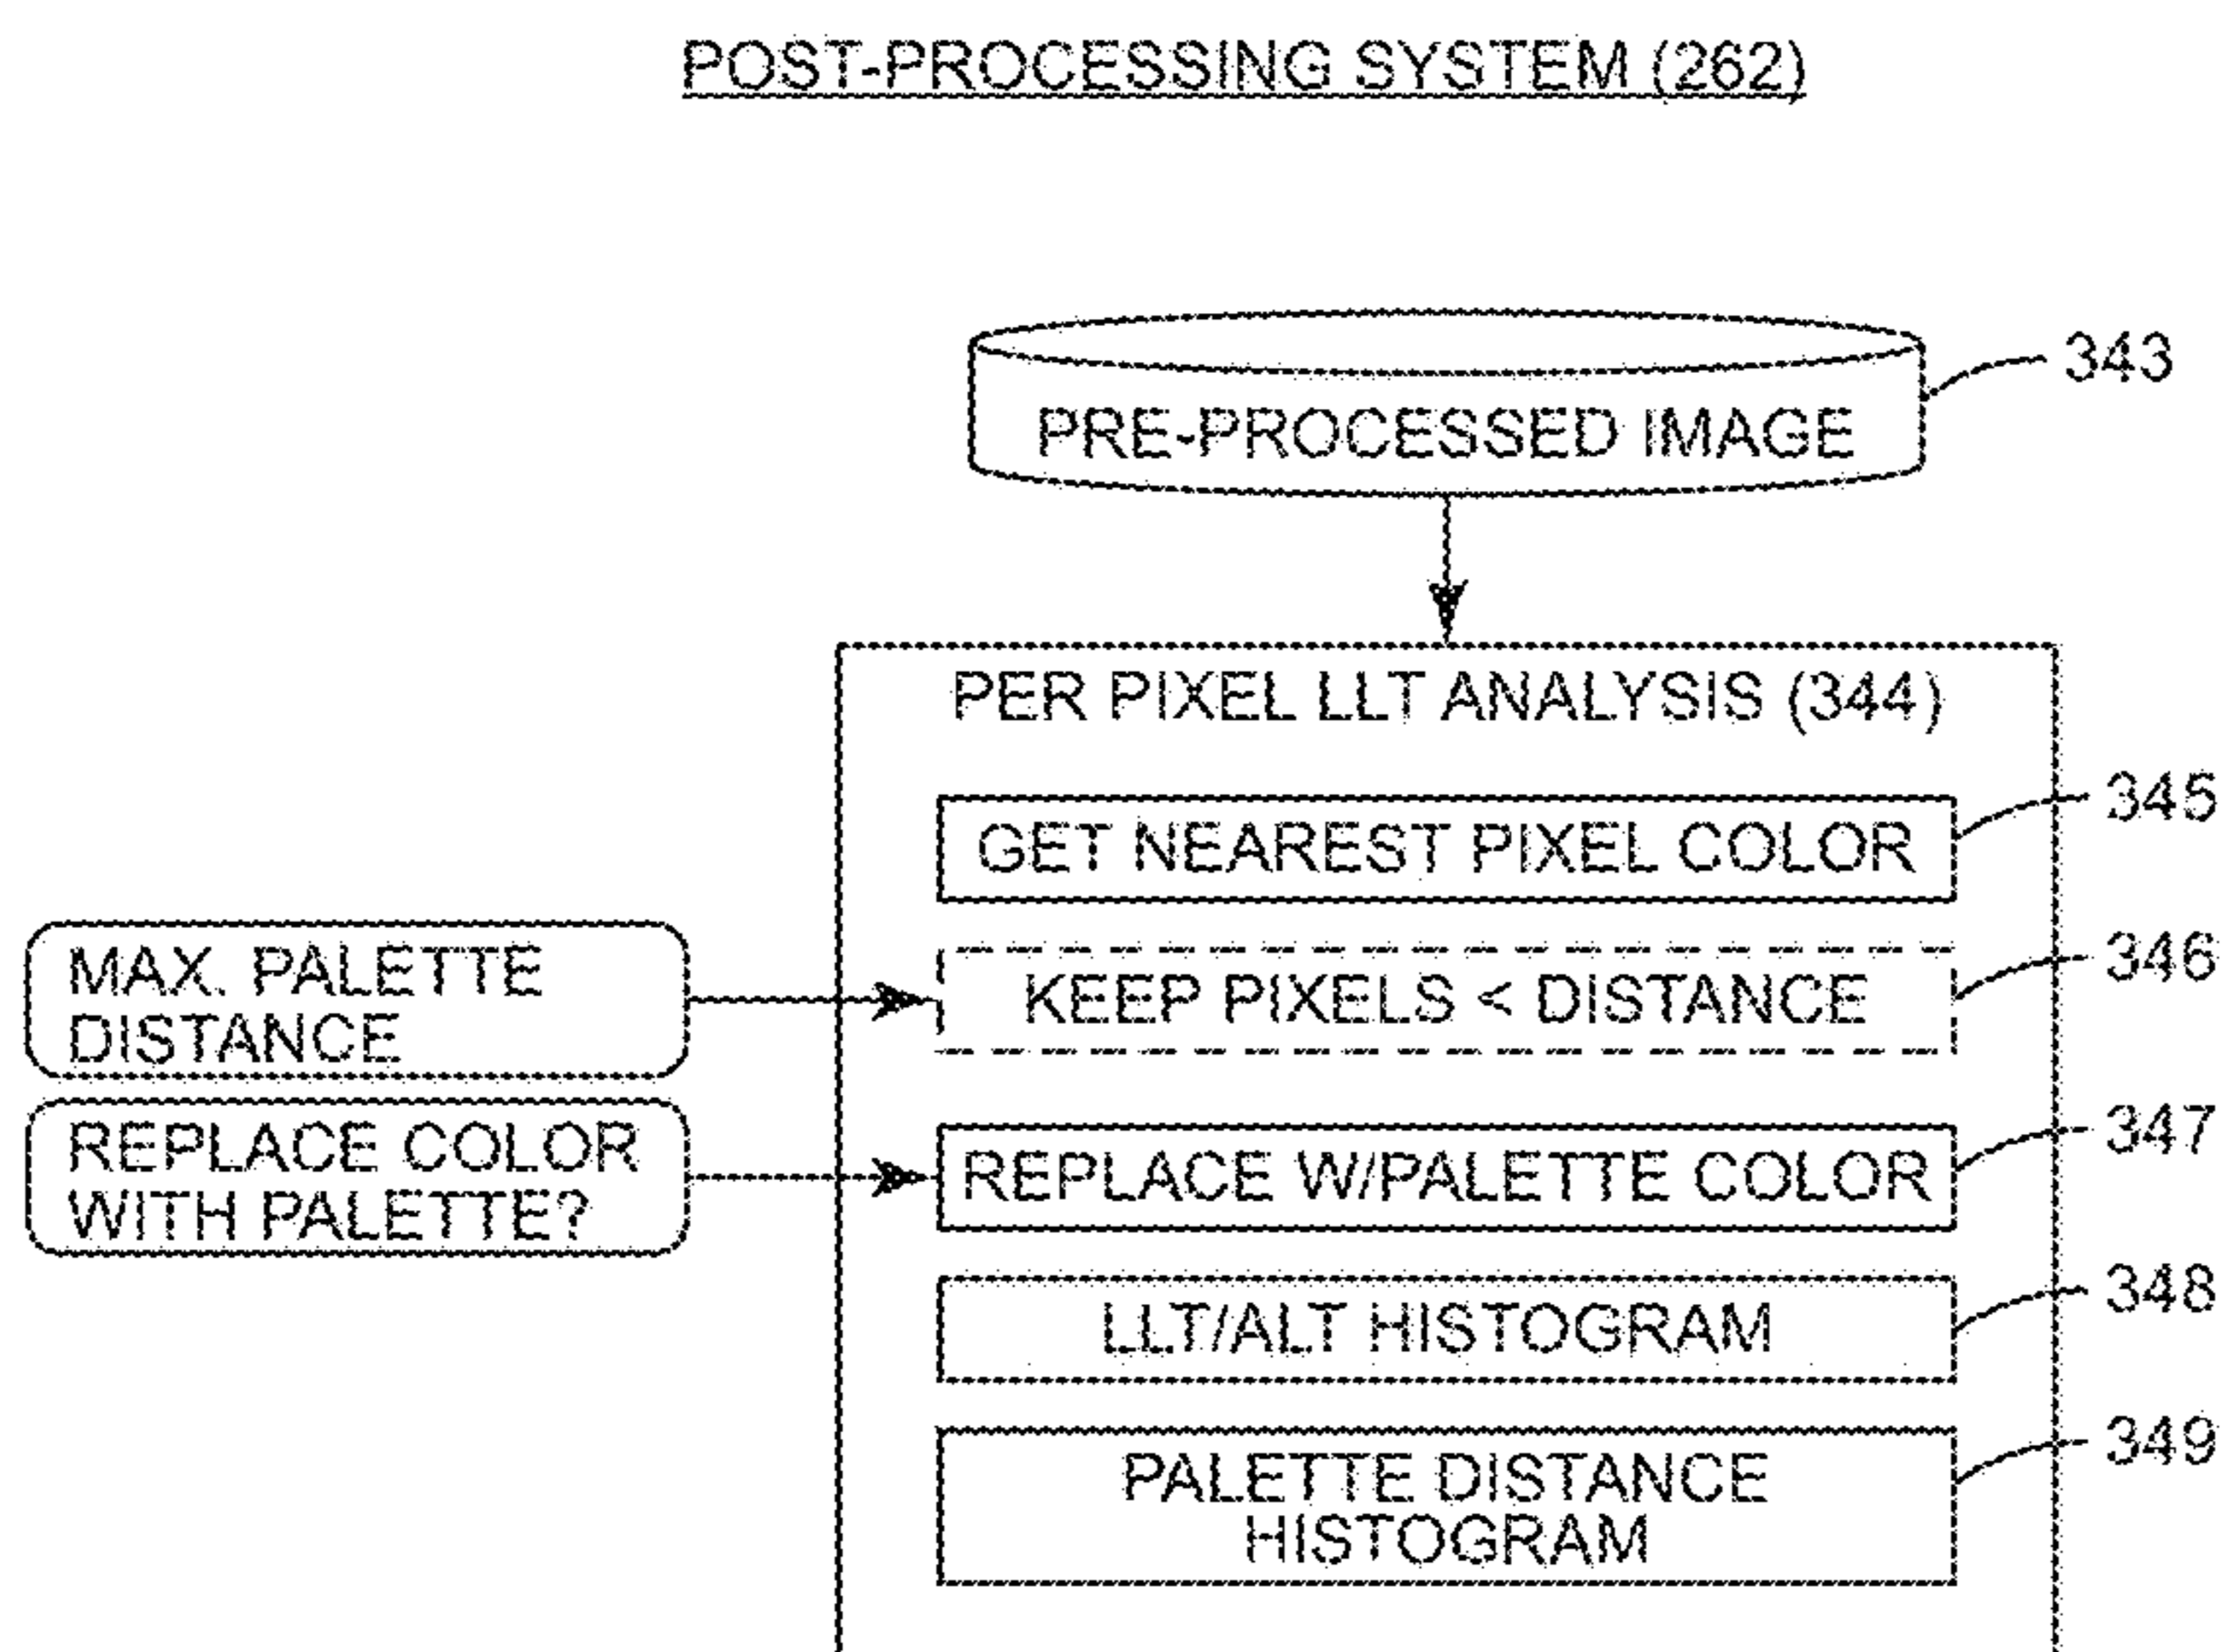 POST-PROCESSING SYSTEM (262)
343
PRE-PROCESSED IMAGE
PER PIXEL LLT ANALYSIS (344)
345
GET NEAREST PIXEL COLOR
346
MAX. PALETTE
DISTANCE
KEEP PIXELS < DISTANCE
347
REPLACE COLOR
WITH PALETTE?
REPLACE W/PALETTE COLOR
348
LLT/ALT HISTOGRAM
349
PALETTE DISTANCE
HISTOGRAM